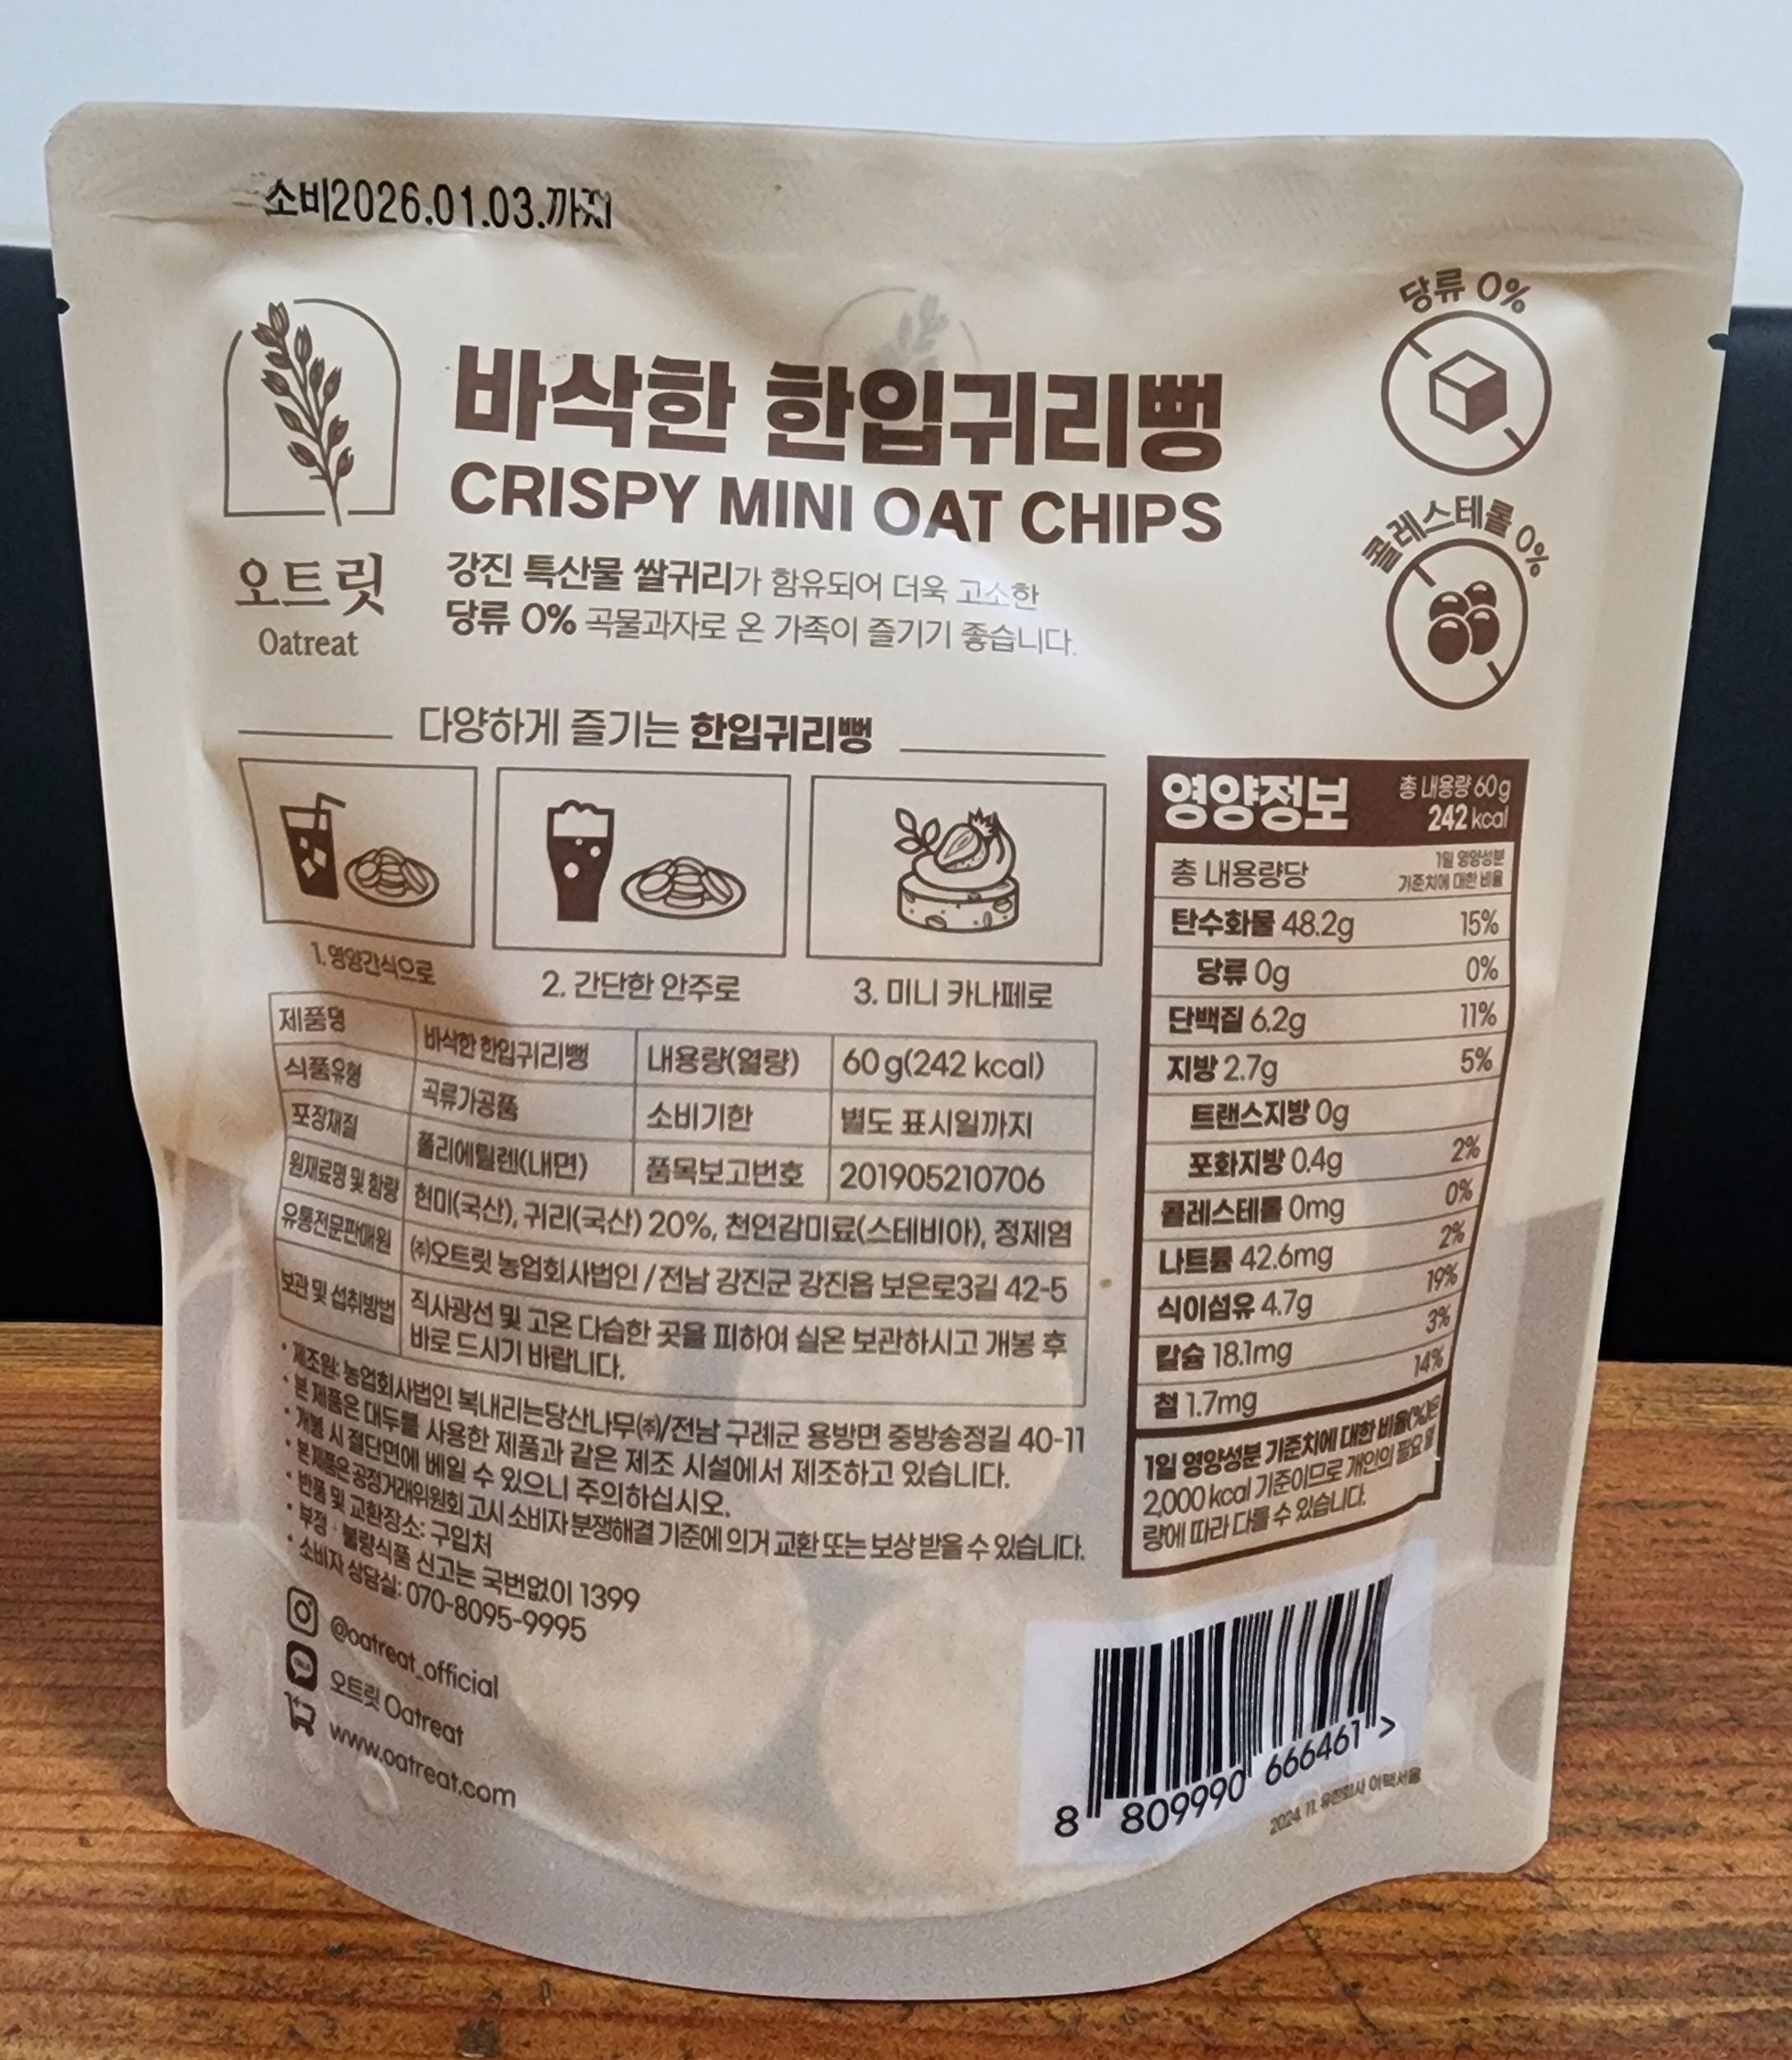 소비2026.01.03.까지
당류 0%
콜레스테롤 0%
오트릿
Oatreat
바삭한 한입귀리뻥
CRISPY MINI OAT CHIPS
강진 특산물 쌀귀리가 함유되어 더욱 고소한
당류 0% 곡물과자로 온 가족이 즐기기 좋습니다.
다양하게 즐기는 한입귀리뻥
1. 영양간식으로
2. 간단한 안주로
3. 미니 카나페로
제품명 바삭한 한입귀리뻥 내용량(열량) 60g(242 kcal)
식품유형 곡류가공품 소비기한 별도 표시일까지
포장재질 폴리에틸렌(내면) 품목보고번호 201905210706
원재료명 및 함량 현미(국산), 귀리(국산) 20%, 천연감미료(스테비아), 정제염
유통전문판매원 ㈜오트릿 농업회사법인 / 전남 강진군 강진읍 보은로3길 42-5
보관 및 섭취방법 직사광선 및 고온 다습한 곳을 피하여 실온 보관하시고 개봉 후
바로 드시기 바랍니다.
• 제조원: 농업회사법인 복내리는당산나무㈜/전남 구례군 용방면 중방송정길 40-11
• 본 제품은 대두를 사용한 제품과 같은 제조 시설에서 제조하고 있습니다.
• 개봉 시 절단면에 베일 수 있으니 주의하십시오.
• 본 제품은 공정거래위원회 고시 소비자 분쟁해결 기준에 의거 교환 또는 보상 받을 수 있습니다.
• 반품 및 교환장소: 구입처
• 부정 · 불량식품 신고는 국번없이 1399
• 소비자 상담실: 070-8095-9995
@oatreat_official
오트릿 Oatreat
www.oatreat.com
영양정보
총 내용량 60g
242 kcal
총 내용량당
1일 영양성분
기준치에 대한 비율
탄수화물 48.2g 15%
당류 0g 0%
단백질 6.2g 11%
지방 2.7g 5%
트랜스지방 0g
포화지방 0.4g 2%
콜레스테롤 0mg 0%
나트륨 42.6mg 2%
식이섬유 4.7g 19%
칼슘 18.1mg 3%
철 1.7mg 14%
1일 영양성분 기준치에 대한 비율(%)은
2,000 kcal 기준이므로 개인의 필요 열
량에 따라 다를 수 있습니다.
8 809990 666461 >
2024. 11. 유한회사 이택서울